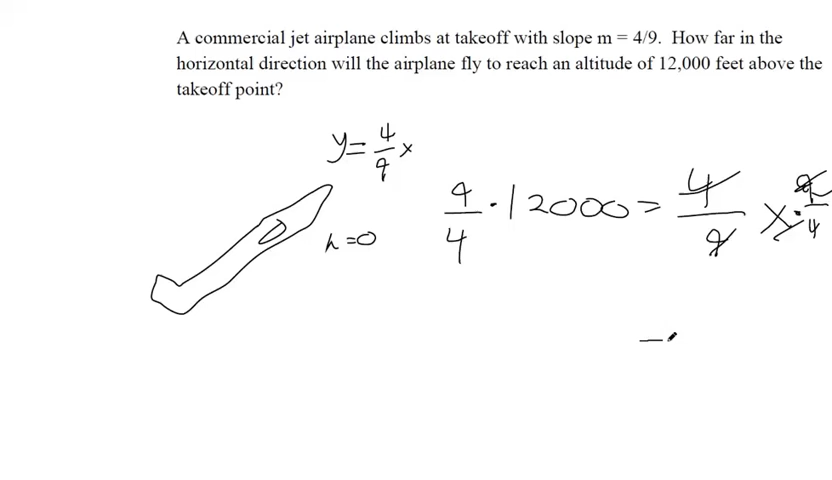 A commercial jet airplane climbs at takeoff with slope m = 4/9. How far in the
horizontal direction will the airplane fly to reach an altitude of 12,000 feet above the
takeoff point?
y = 4/9 x
h = 0
9/4 · 12000 = 4/9 x · 9/4